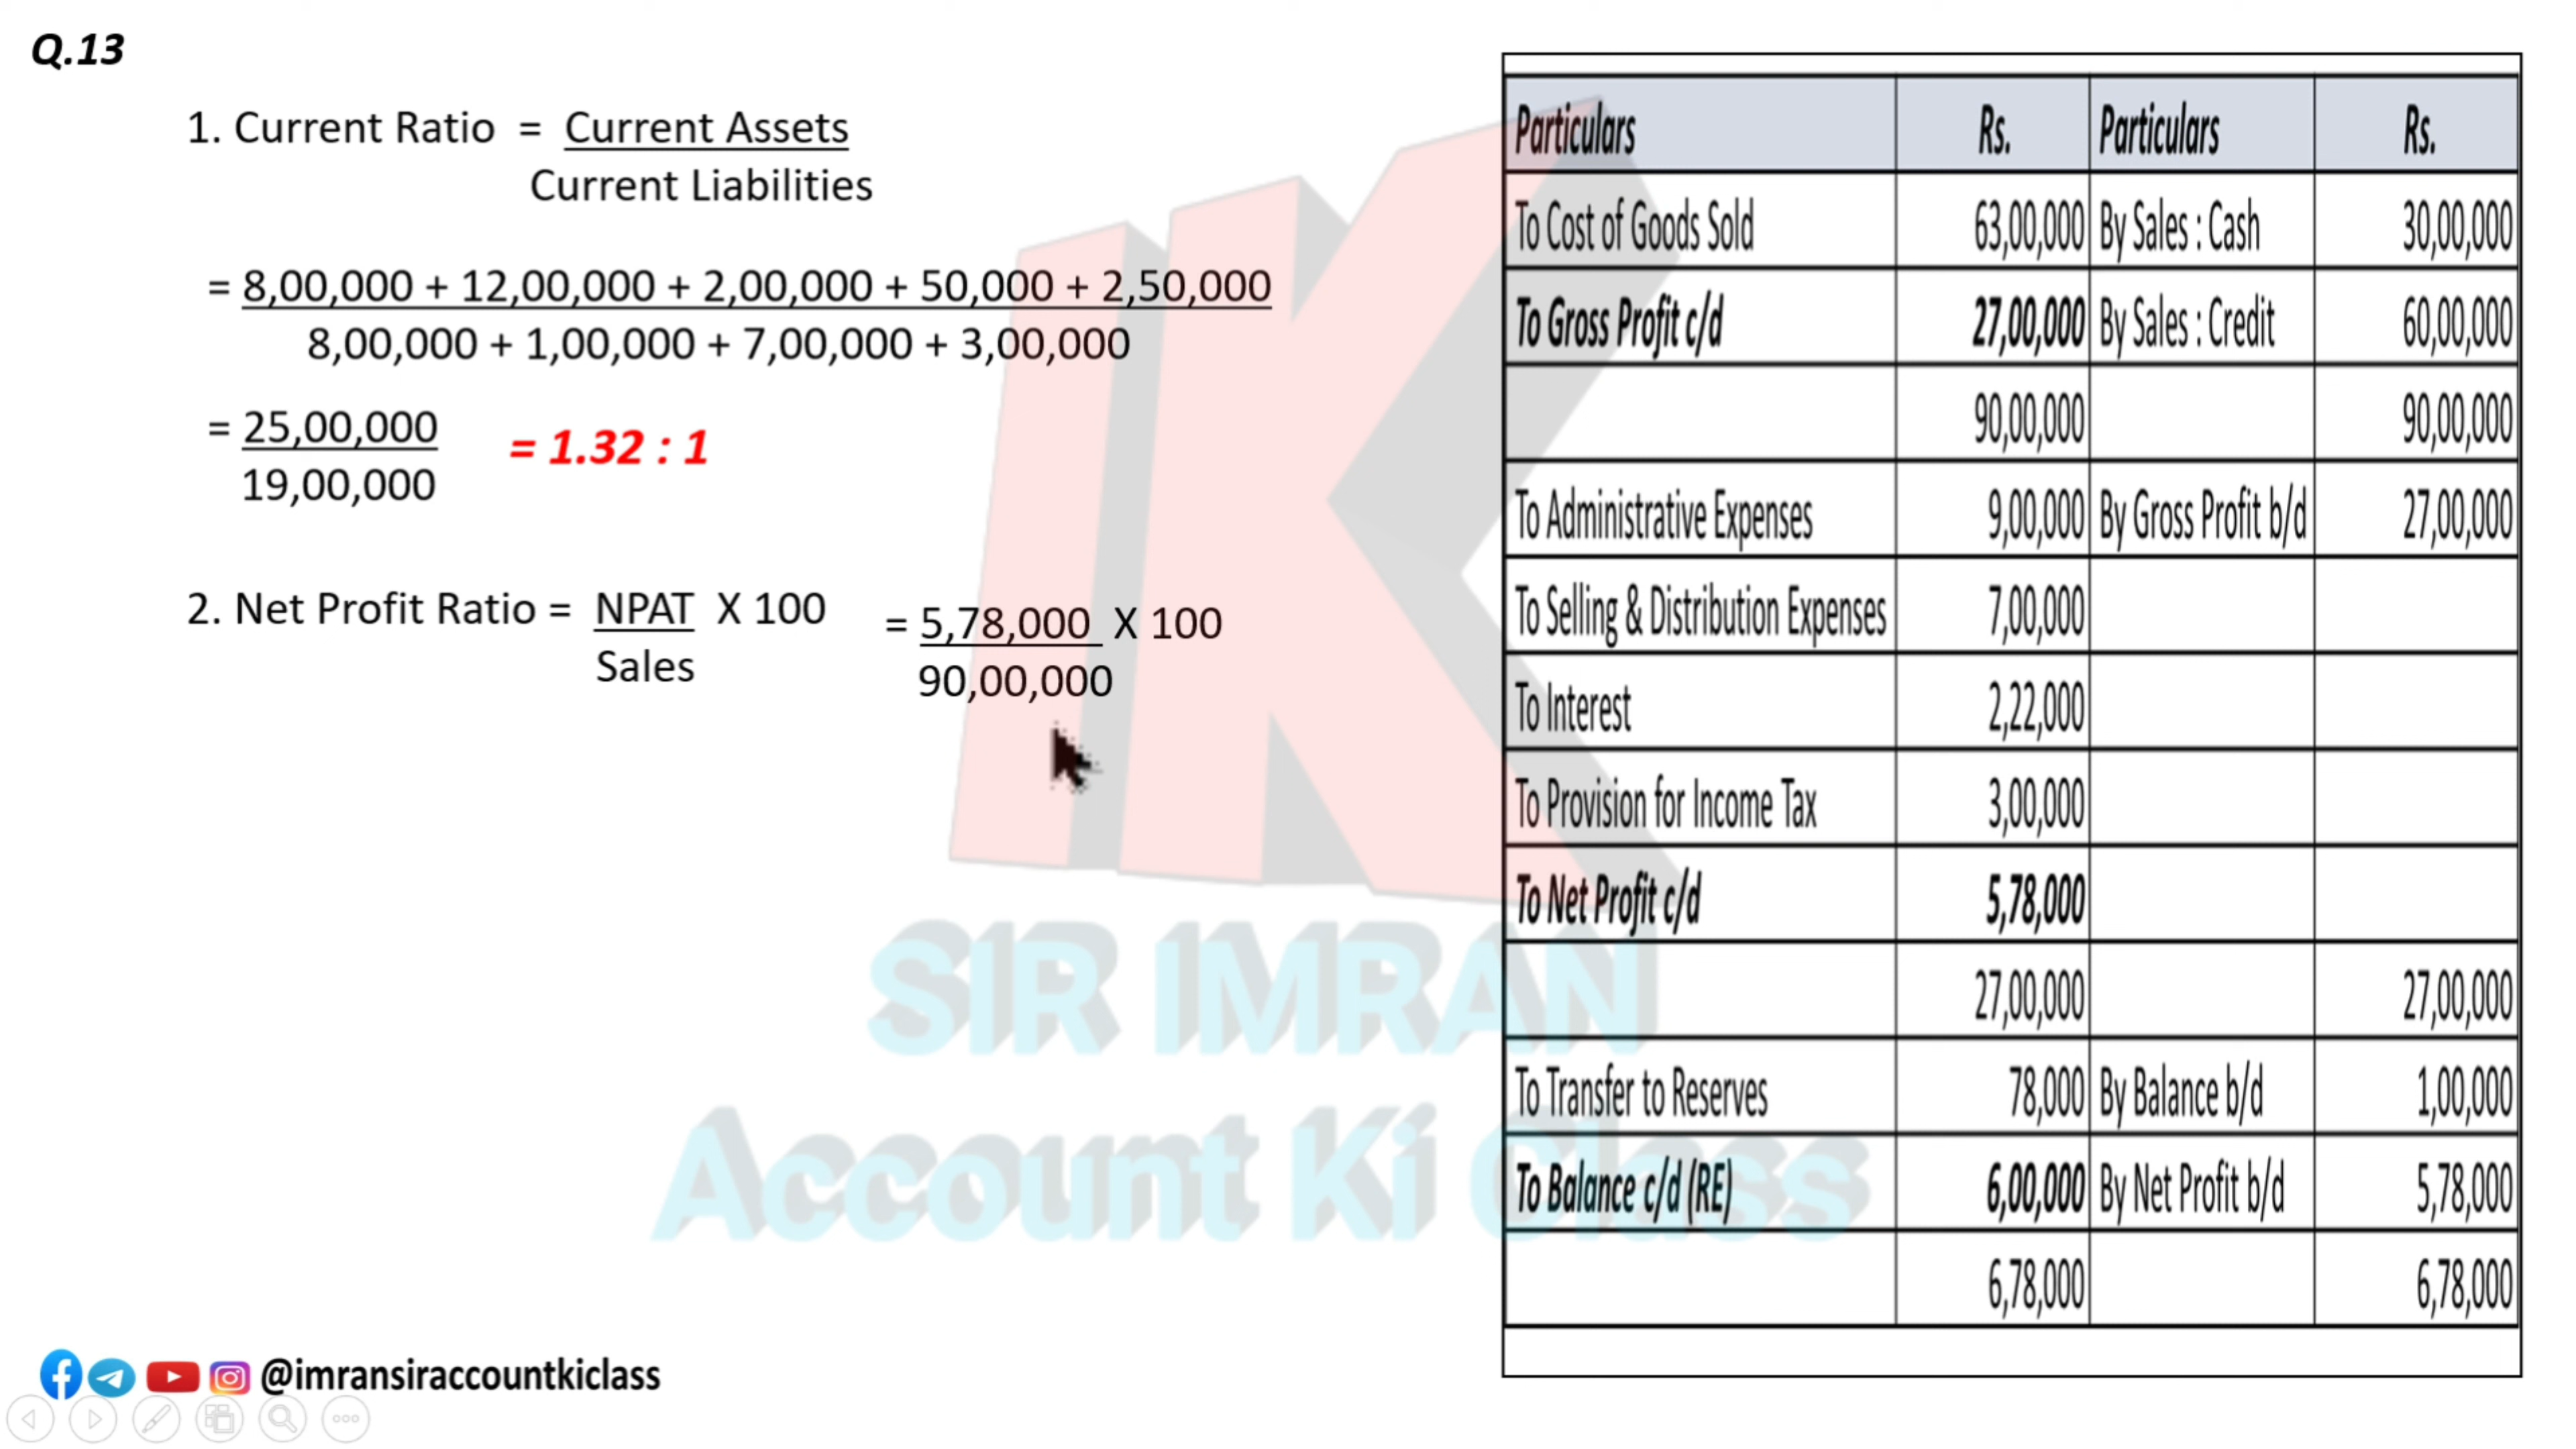 Q.13
1. Current Ratio = Current Assets
Current Liabilities
= 8,00,000 + 12,00,000 + 2,00,000 + 50,000 + 2,50,000
8,00,000 + 1,00,000 + 7,00,000 + 3,00,000
= 25,00,000 = 1.32 : 1
19,00,000
2. Net Profit Ratio = NPAT X 100 = 5,78,000 X 100
Sales 90,00,000
Particulars Rs. Particulars Rs.
To Cost of Goods Sold 63,00,000 By Sales : Cash 30,00,000
To Gross Profit c/d 27,00,000 By Sales : Credit 60,00,000
90,00,000 90,00,000
To Administrative Expenses 9,00,000 By Gross Profit b/d 27,00,000
To Selling & Distribution Expenses 7,00,000
To Interest 2,22,000
To Provision for Income Tax 3,00,000
To Net Profit c/d 5,78,000
27,00,000 27,00,000
To Transfer to Reserves 78,000 By Balance b/d 1,00,000
To Balance c/d (RE) 6,00,000 By Net Profit b/d 5,78,000
6,78,000 6,78,000
IK
SIR IMRAN
Account Ki Class
@imransiraccountkiclass